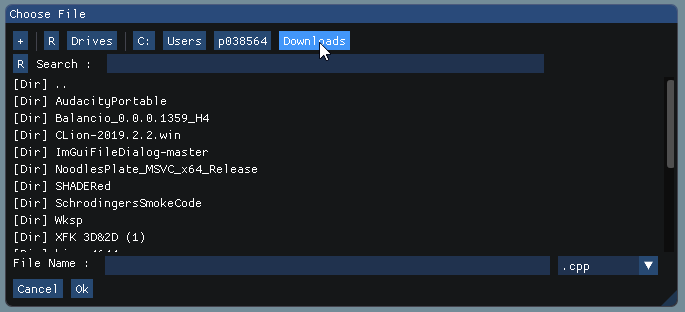 Choose File
+ R Drives C: Users p038564 Downloads
R Search :
[Dir] ..
[Dir] AudacityPortable
[Dir] Balancio_0.0.0.1359_H4
[Dir] CLion-2019.2.2.win
[Dir] ImGuiFileDialog-master
[Dir] NoodlesPlate_MSVC_x64_Release
[Dir] SHADERed
[Dir] SchrodingersSmokeCode
[Dir] Wksp
[Dir] XFK 3D&2D (1)
[Dir]
File Name : .cpp
Cancel Ok